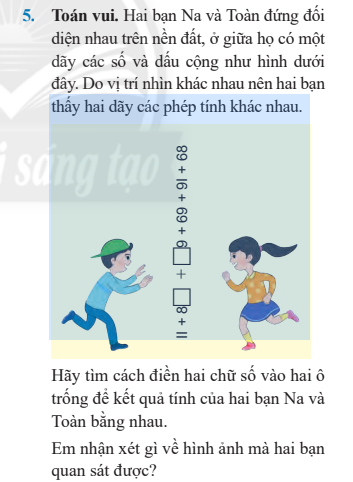 5. Toán vui. Hai bạn Na và Toàn đứng đối
diện nhau trên nền đất, ở giữa họ có một
dãy các số và dấu cộng như hình dưới
đây. Do vị trí nhìn khác nhau nên hai bạn
thấy hai dãy các phép tính khác nhau.
i sáng tạo
II + 8□ + □9 + 69 + 9I + 68
Hãy tìm cách điền hai chữ số vào hai ô
trống để kết quả tính của hai bạn Na và
Toàn bằng nhau.
Em nhận xét gì về hình ảnh mà hai bạn
quan sát được?